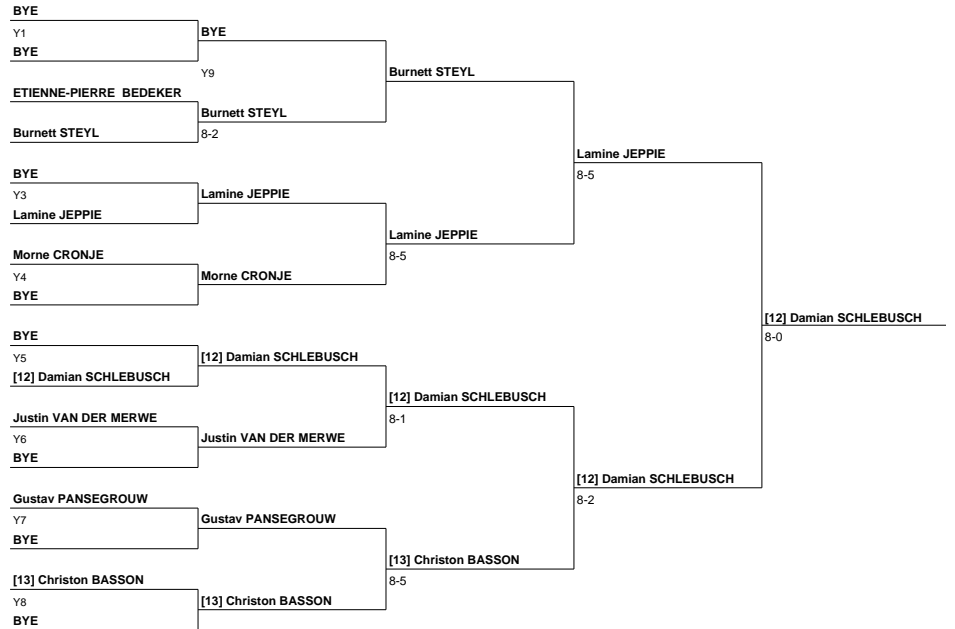 BYE
Y1
BYE
BYE
Y9
Burnett STEYL
ETIENNE-PIERRE BEDEKER
Burnett STEYL
Burnett STEYL
8-2
Lamine JEPPIE
8-5
BYE
Y3
Lamine JEPPIE
Lamine JEPPIE
Lamine JEPPIE
8-5
Morne CRONJE
Y4
Morne CRONJE
BYE
[12] Damian SCHLEBUSCH
8-0
BYE
Y5
[12] Damian SCHLEBUSCH
[12] Damian SCHLEBUSCH
[12] Damian SCHLEBUSCH
8-1
Justin VAN DER MERWE
Y6
Justin VAN DER MERWE
BYE
[12] Damian SCHLEBUSCH
8-2
Gustav PANSEGROUW
Y7
Gustav PANSEGROUW
BYE
[13] Christon BASSON
8-5
[13] Christon BASSON
Y8
[13] Christon BASSON
BYE